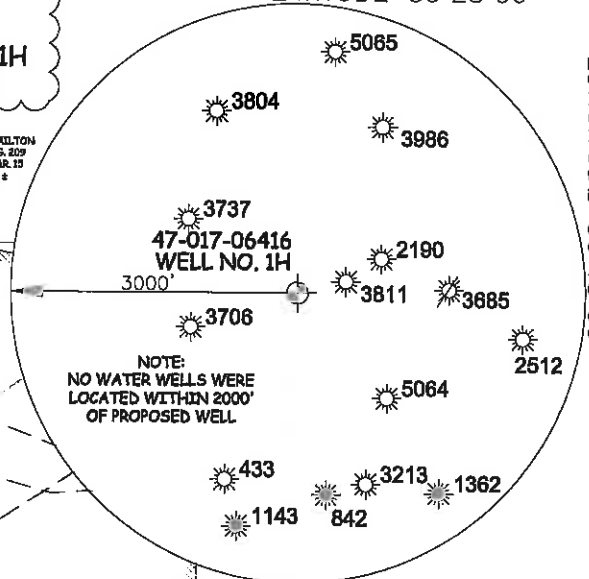 1H
5065
3804
3986
3737
47-017-06416
WELL NO. 1H
2190
3000'
3811
3685
3706
2512
NOTE:
NO WATER WELLS WERE
LOCATED WITHIN 2000'
OF PROPOSED WELL
5064
433
3213
1362
1143
842